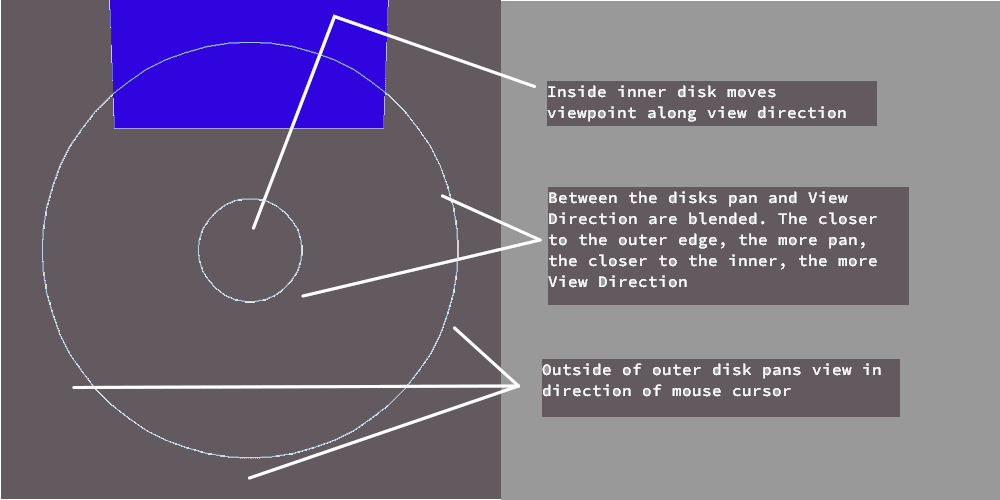 Inside inner disk moves
viewpoint along view direction
Between the disks pan and View
Direction are blended. The closer
to the outer edge, the more pan,
the closer to the inner, the more
View Direction
Outside of outer disk pans view in
direction of mouse cursor